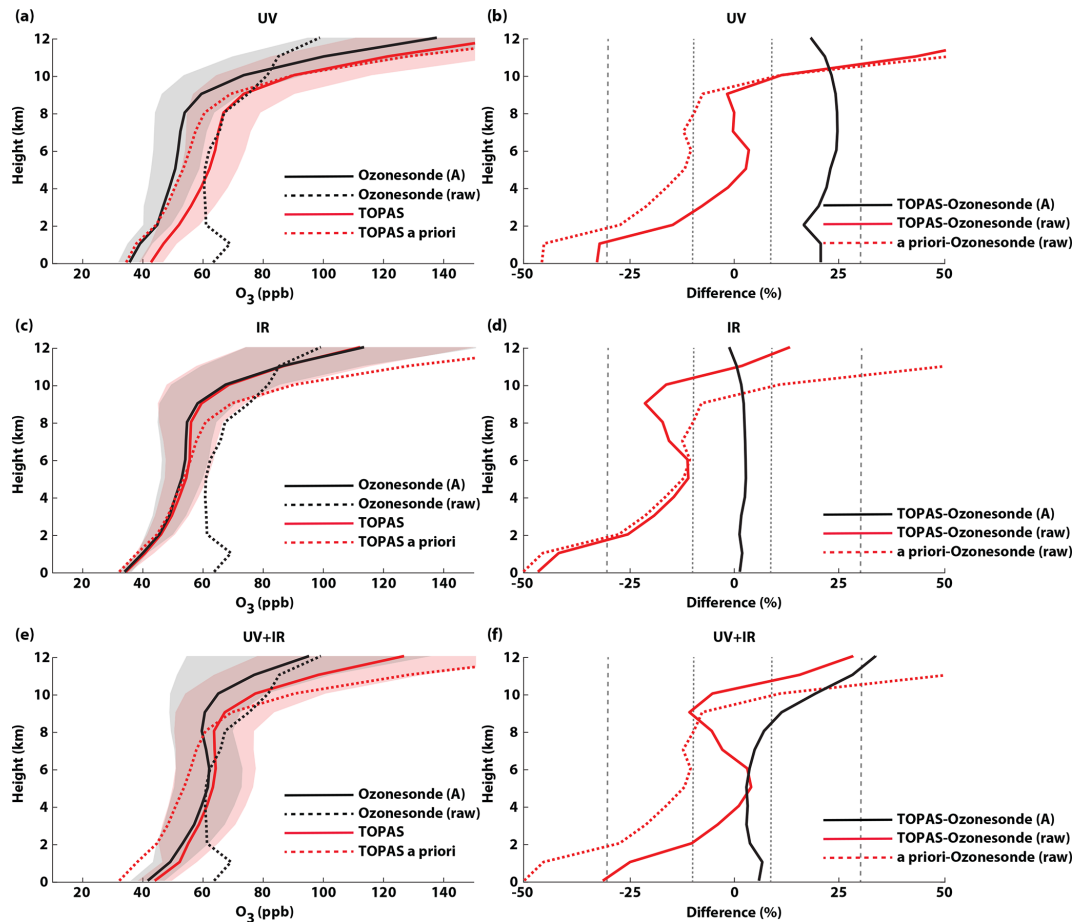 (a) UV
12
10
8
6
4
2
0
Height (km)
20 40 60 80 100 120 140
O3 (ppb)
Ozonesonde (A)
Ozonesonde (raw)
TOPAS
TOPAS a priori
(b) UV
12
10
8
6
4
2
0
Height (km)
-50 -25 0 25 50
Difference (%)
TOPAS-Ozonesonde (A)
TOPAS-Ozonesonde (raw)
a priori-Ozonesonde (raw)
(c) IR
12
10
8
6
4
2
0
Height (km)
20 40 60 80 100 120 140
O3 (ppb)
Ozonesonde (A)
Ozonesonde (raw)
TOPAS
TOPAS a priori
(d) IR
12
10
8
6
4
2
0
Height (km)
-50 -25 0 25 50
Difference (%)
TOPAS-Ozonesonde (A)
TOPAS-Ozonesonde (raw)
a priori-Ozonesonde (raw)
(e) UV+IR
12
10
8
6
4
2
0
Height (km)
20 40 60 80 100 120 140
O3 (ppb)
Ozonesonde (A)
Ozonesonde (raw)
TOPAS
TOPAS a priori
(f) UV+IR
12
10
8
6
4
2
0
Height (km)
-50 -25 0 25 50
Difference (%)
TOPAS-Ozonesonde (A)
TOPAS-Ozonesonde (raw)
a priori-Ozonesonde (raw)